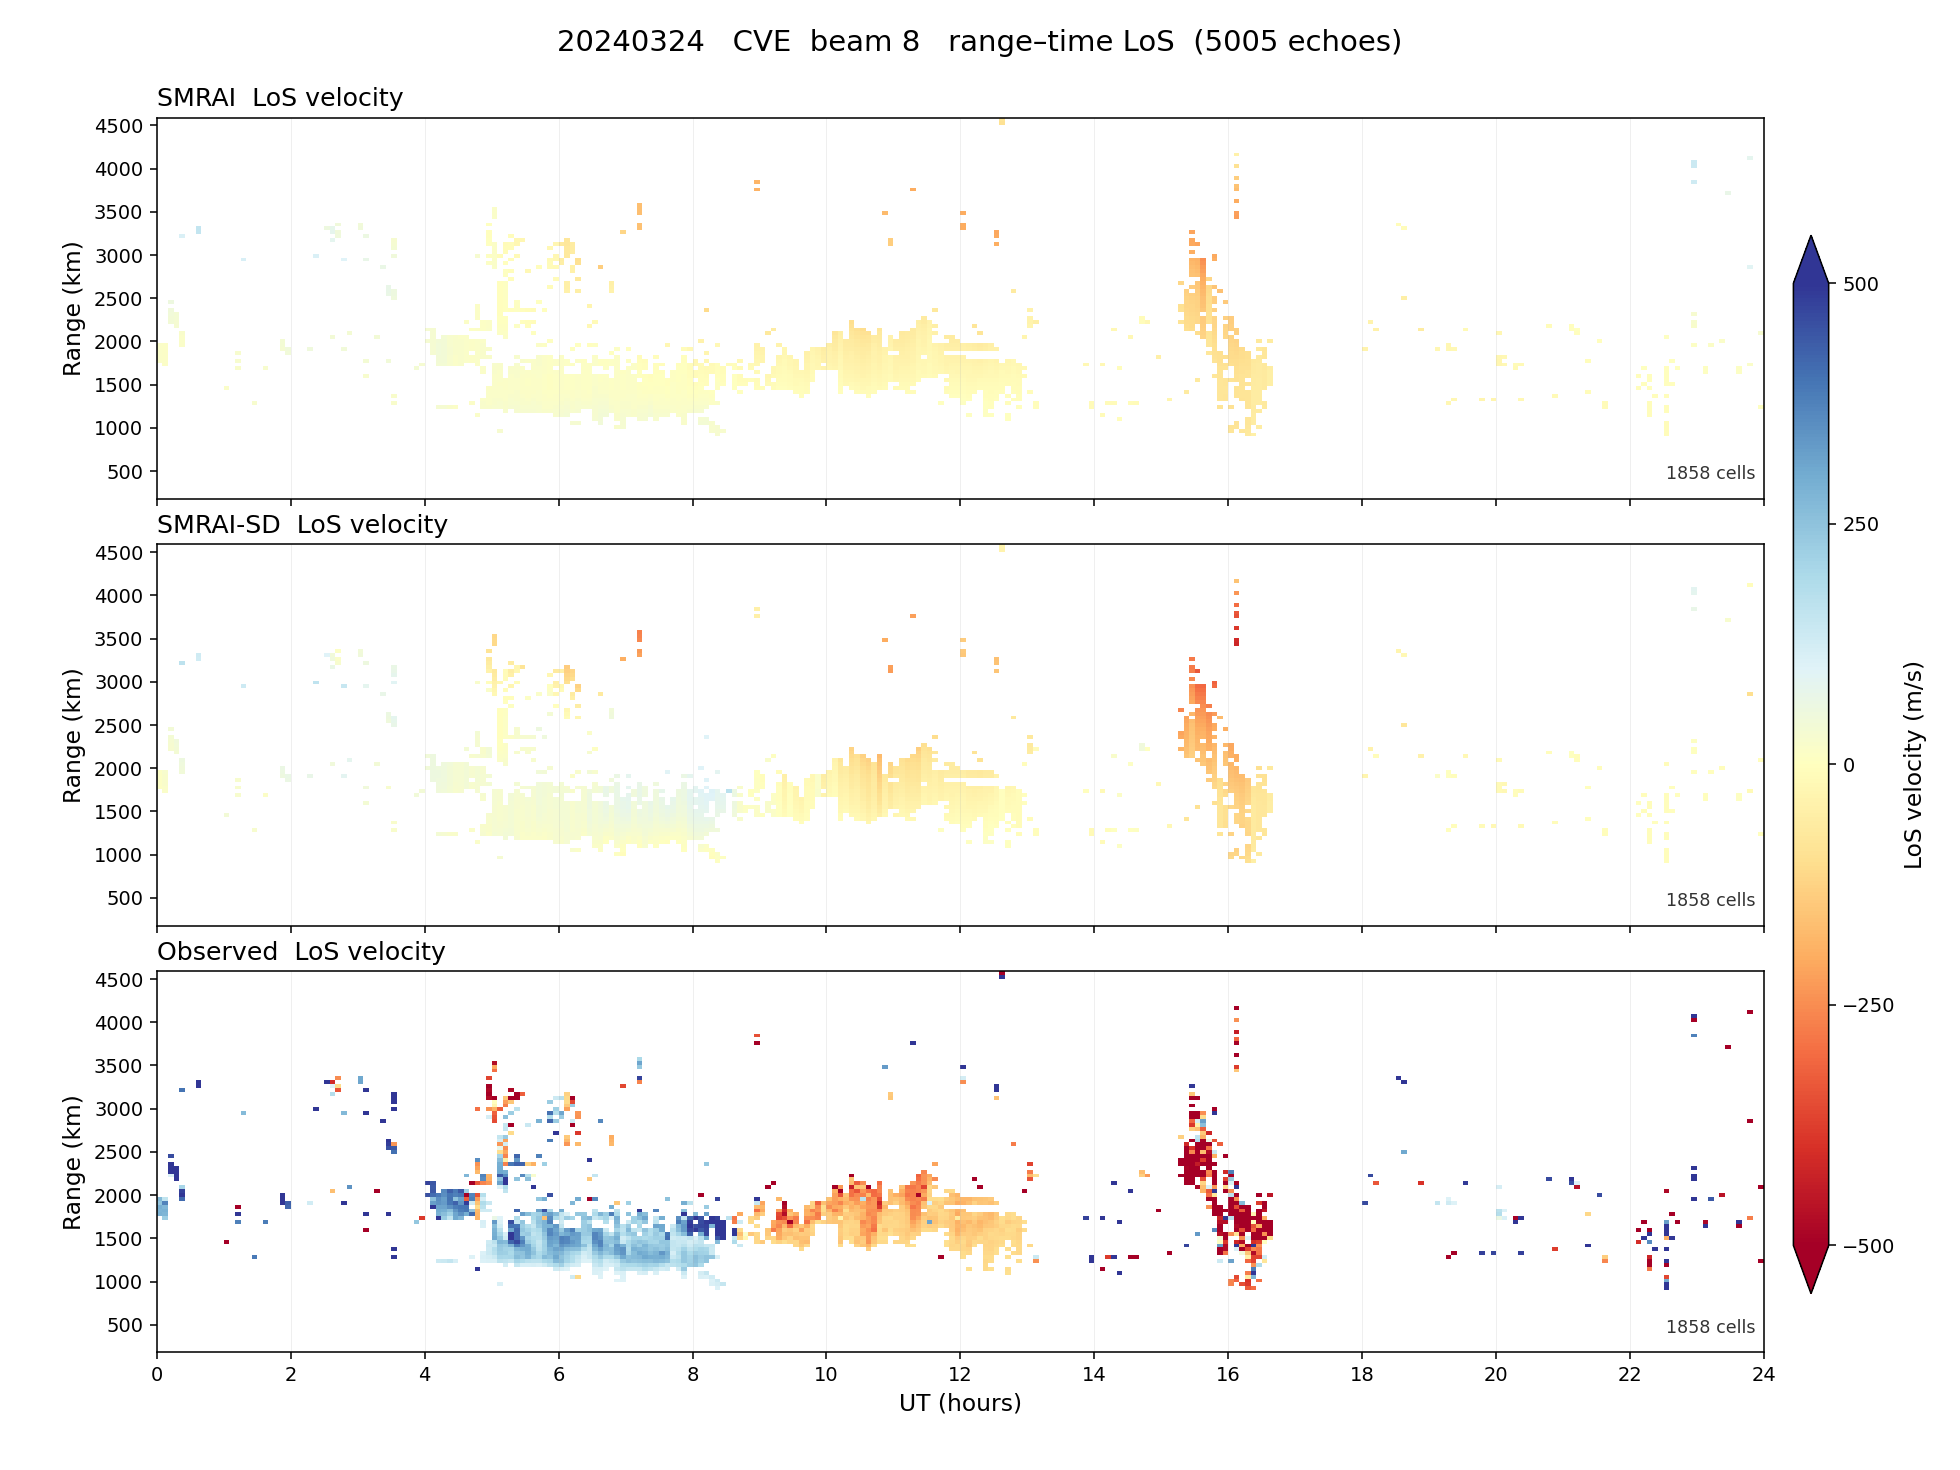 20240324   CVE  beam 8   range–time LoS  (5005 echoes)
SMRAI  LoS velocity
4500
4000
3500
3000
2500
2000
1500
1000
500
Range (km)
1858 cells
SMRAI-SD  LoS velocity
4500
4000
3500
3000
2500
2000
1500
1000
500
Range (km)
1858 cells
Observed  LoS velocity
4500
4000
3500
3000
2500
2000
1500
1000
500
Range (km)
1858 cells
0 2 4 6 8 10 12 14 16 18 20 22 24
UT (hours)
500
250
0
−250
−500
LoS velocity (m/s)